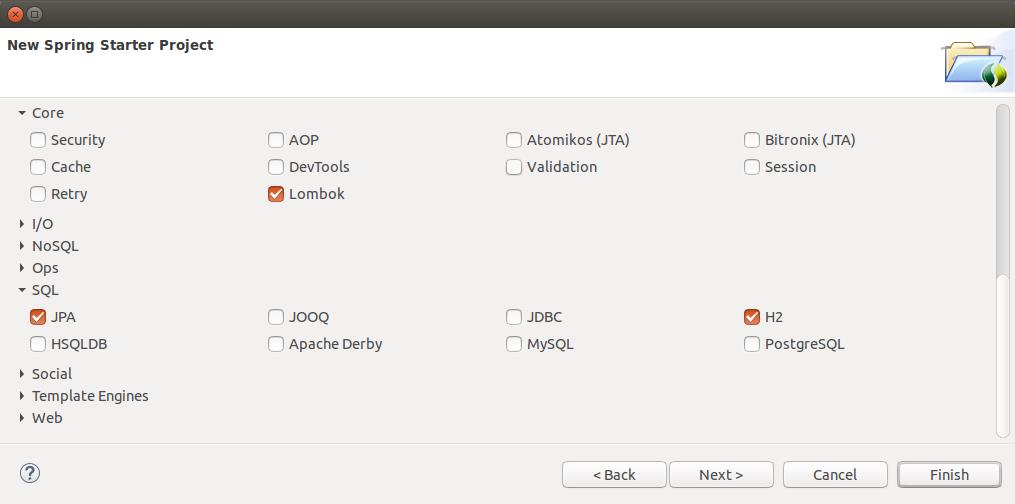 New Spring Starter Project
Core
Security AOP Atomikos (JTA) Bitronix (JTA)
Cache DevTools Validation Session
Retry Lombok
I/O
NoSQL
Ops
SQL
JPA JOOQ JDBC H2
HSQLDB Apache Derby MySQL PostgreSQL
Social
Template Engines
Web
? < Back Next > Cancel Finish